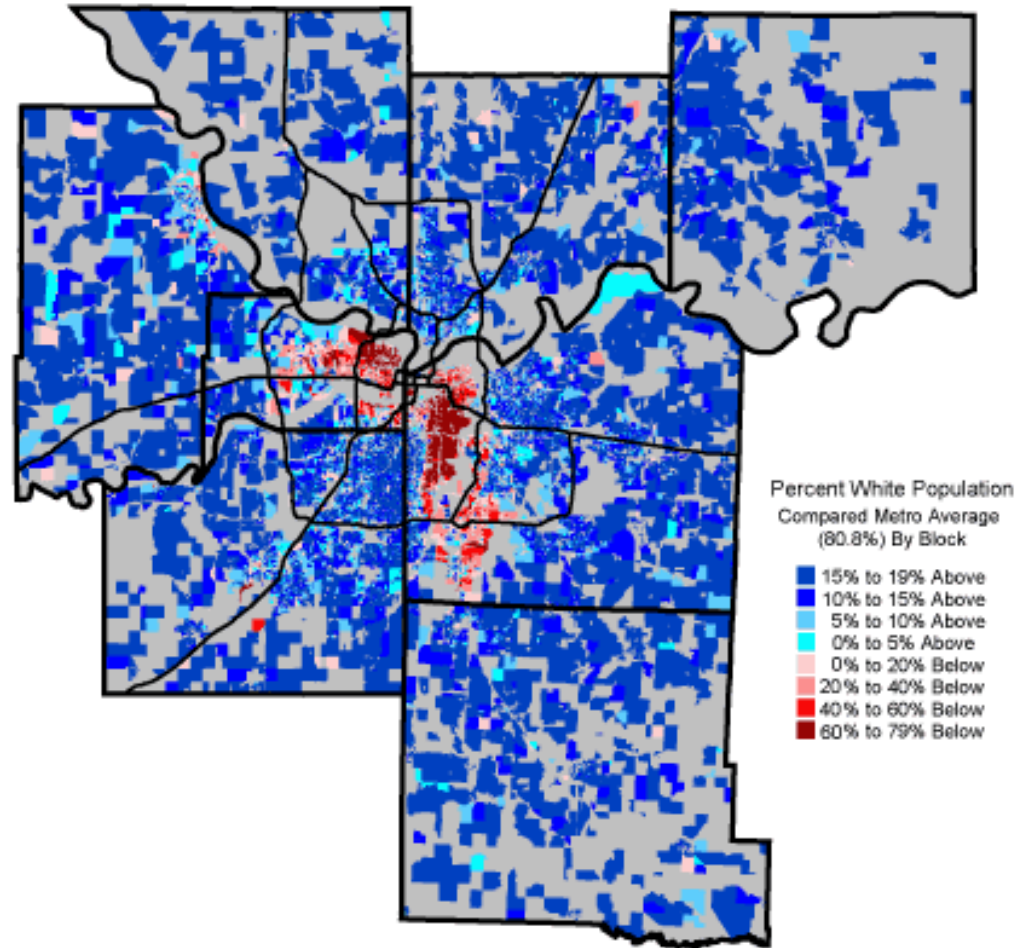 Percent White Population
Compared Metro Average
(80.8%) By Block
15% to 19% Above
10% to 15% Above
5% to 10% Above
0% to 5% Above
0% to 20% Below
20% to 40% Below
40% to 60% Below
60% to 79% Below